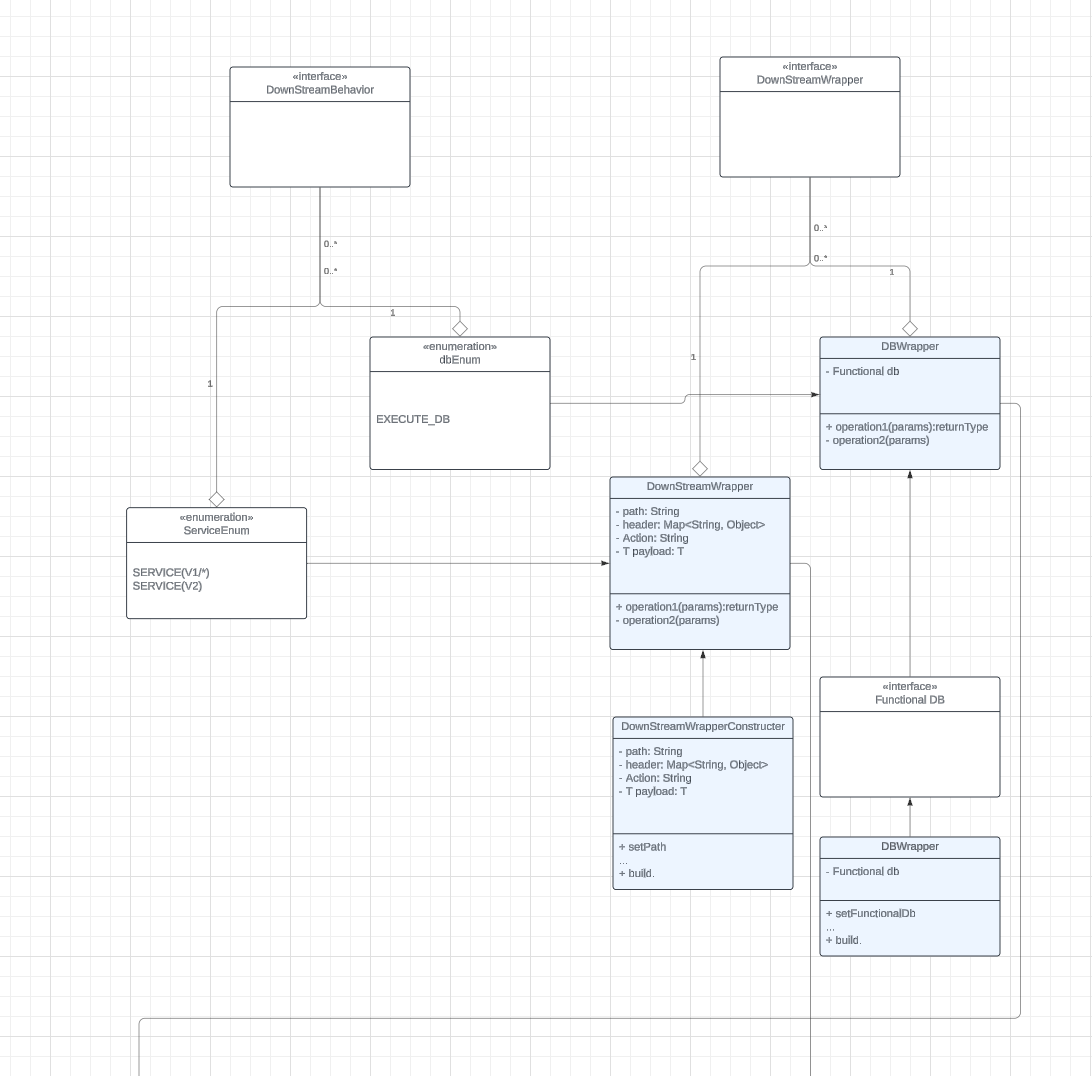 «interface»
DownStreamBehavior
«interface»
DownStreamWrapper
0..*
0..*
1
1
0..*
0..*
1
1
«enumeration»
dbEnum
EXECUTE_DB
DBWrapper
- Functional db
+ operation1(params):returnType
- operation2(params)
«enumeration»
ServiceEnum
SERVICE(V1/*)
SERVICE(V2)
DownStreamWrapper
- path: String
- header: Map<String, Object>
- Action: String
- T payload: T
+ operation1(params):returnType
- operation2(params)
«interface»
Functional DB
DownStreamWrapperConstructer
- path: String
- header: Map<String, Object>
- Action: String
- T payload: T
+ setPath
...
+ build.
DBWrapper
- Functional db
+ setFunctionalDb
...
+ build.